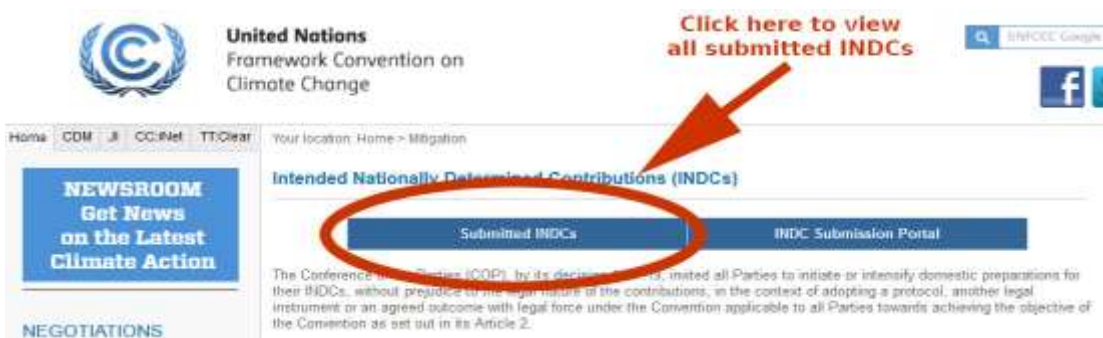 United Nations
Framework Convention on
Climate Change
Click here to view
all submitted INDCs
UNFCCC Google
Home CDM JI CC:iNet TT:Clear
Your location: Home > Mitigation
NEWSROOM
Get News
on the Latest
Climate Action
NEGOTIATIONS
Intended Nationally Determined Contributions (INDCs)
Submitted INDCs
INDC Submission Portal
The Conference Parties (COP), by its decision invited all Parties to initiate or intensify domestic preparations for
their INDCs, without prejudice to the legal nature of the contributions, in the context of adopting a protocol, another legal
instrument or an agreed outcome with legal force under the Convention applicable to all Parties towards achieving the objective of
the Convention as set out in its Article 2.